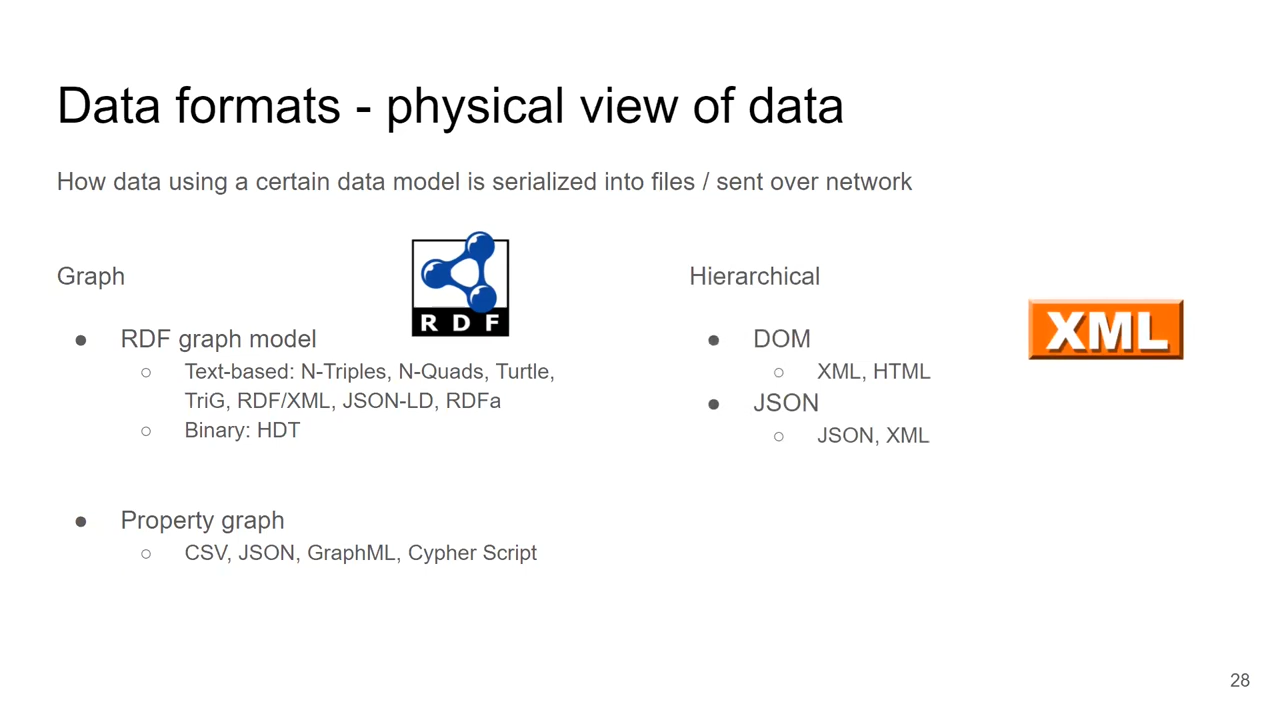 Data formats - physical view of data
How data using a certain data model is serialized into files / sent over network
Graph
RDF
● RDF graph model
○ Text-based: N-Triples, N-Quads, Turtle,
TriG, RDF/XML, JSON-LD, RDFa
○ Binary: HDT
● Property graph
○ CSV, JSON, GraphML, Cypher Script
Hierarchical
XML
● DOM
○ XML, HTML
● JSON
○ JSON, XML
28